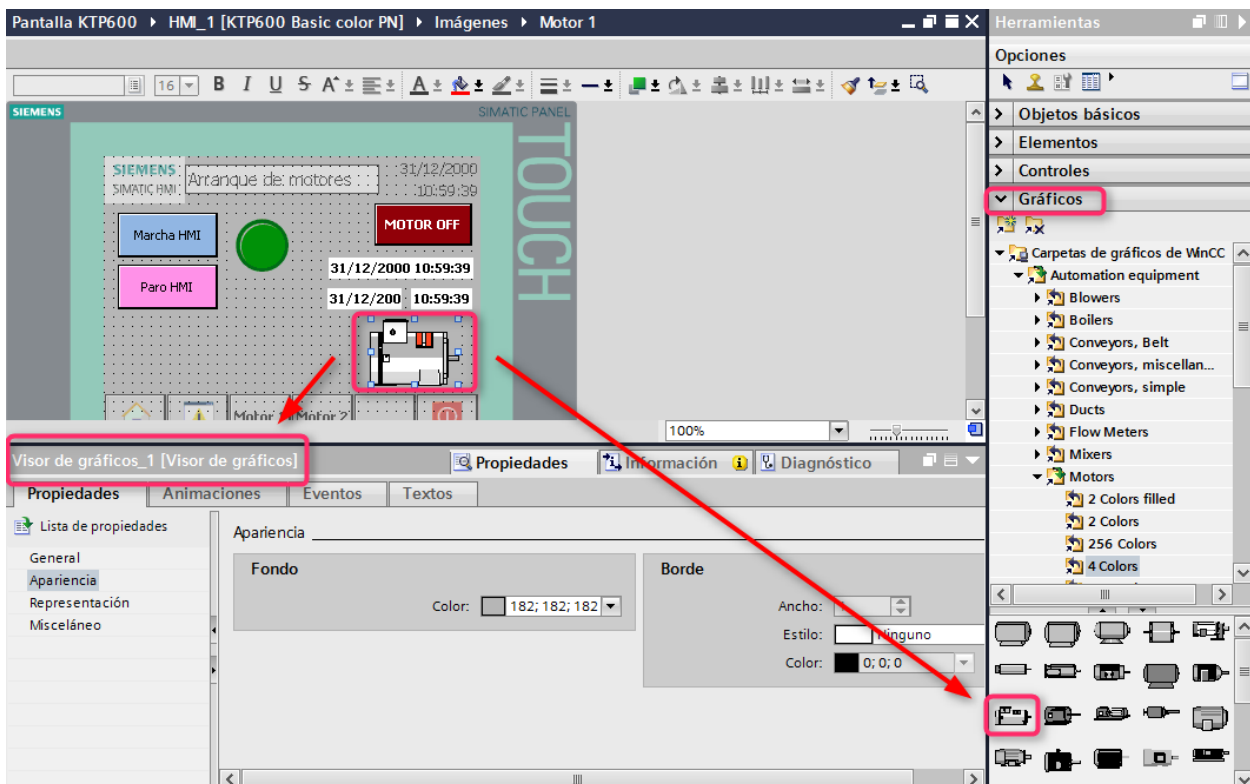 Pantalla KTP600 ▸ HMI_1 [KTP600 Basic color PN] ▸ Imágenes ▸ Motor 1
16 B I U S A A
SIEMENS
SIMATIC PANEL
TOUCH
SIEMENS
SIMATIC HMI
Arranque de motores
31/12/2000
10:59:39
Marcha HMI
MOTOR OFF
Paro HMI
31/12/2000 10:59:39
31/12/200 10:59:39
Motor 1
Motor 2
100%
Visor de gráficos_1 [Visor de gráficos]
Propiedades
Información
Diagnóstico
Propiedades
Animaciones
Eventos
Textos
Lista de propiedades
General
Apariencia
Representación
Misceláneo
Apariencia
Fondo
Color: 182; 182; 182
Borde
Ancho:
Estilo: Ninguno
Color: 0; 0; 0
Herramientas
Opciones
Objetos básicos
Elementos
Controles
Gráficos
Carpetas de gráficos de WinCC
Automation equipment
Blowers
Boilers
Conveyors, Belt
Conveyors, miscellan...
Conveyors, simple
Ducts
Flow Meters
Mixers
Motors
2 Colors filled
2 Colors
256 Colors
4 Colors